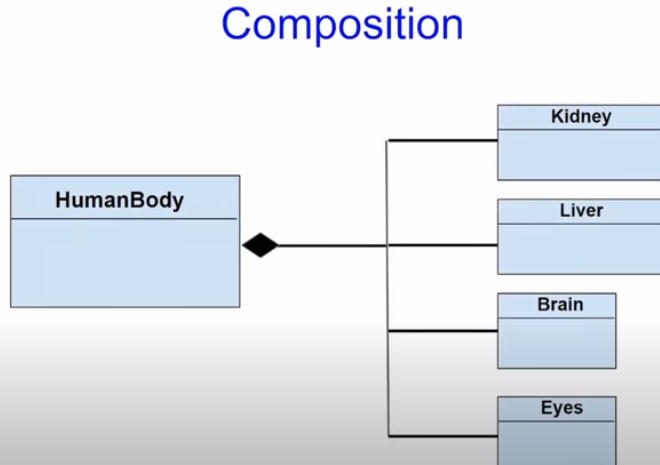 Composition
HumanBody
Kidney
Liver
Brain
Eyes